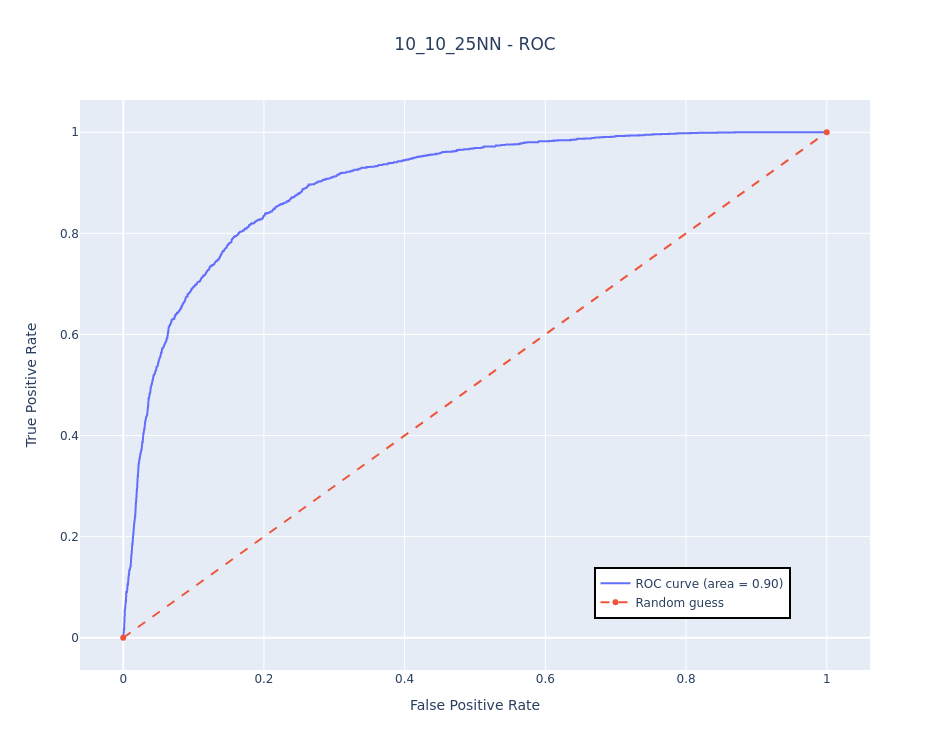 10_10_25NN - ROC
1
0.8
0.6
0.4
0.2
0
True Positive Rate
0 0.2 0.4 0.6 0.8 1
False Positive Rate
ROC curve (area = 0.90)
Random guess